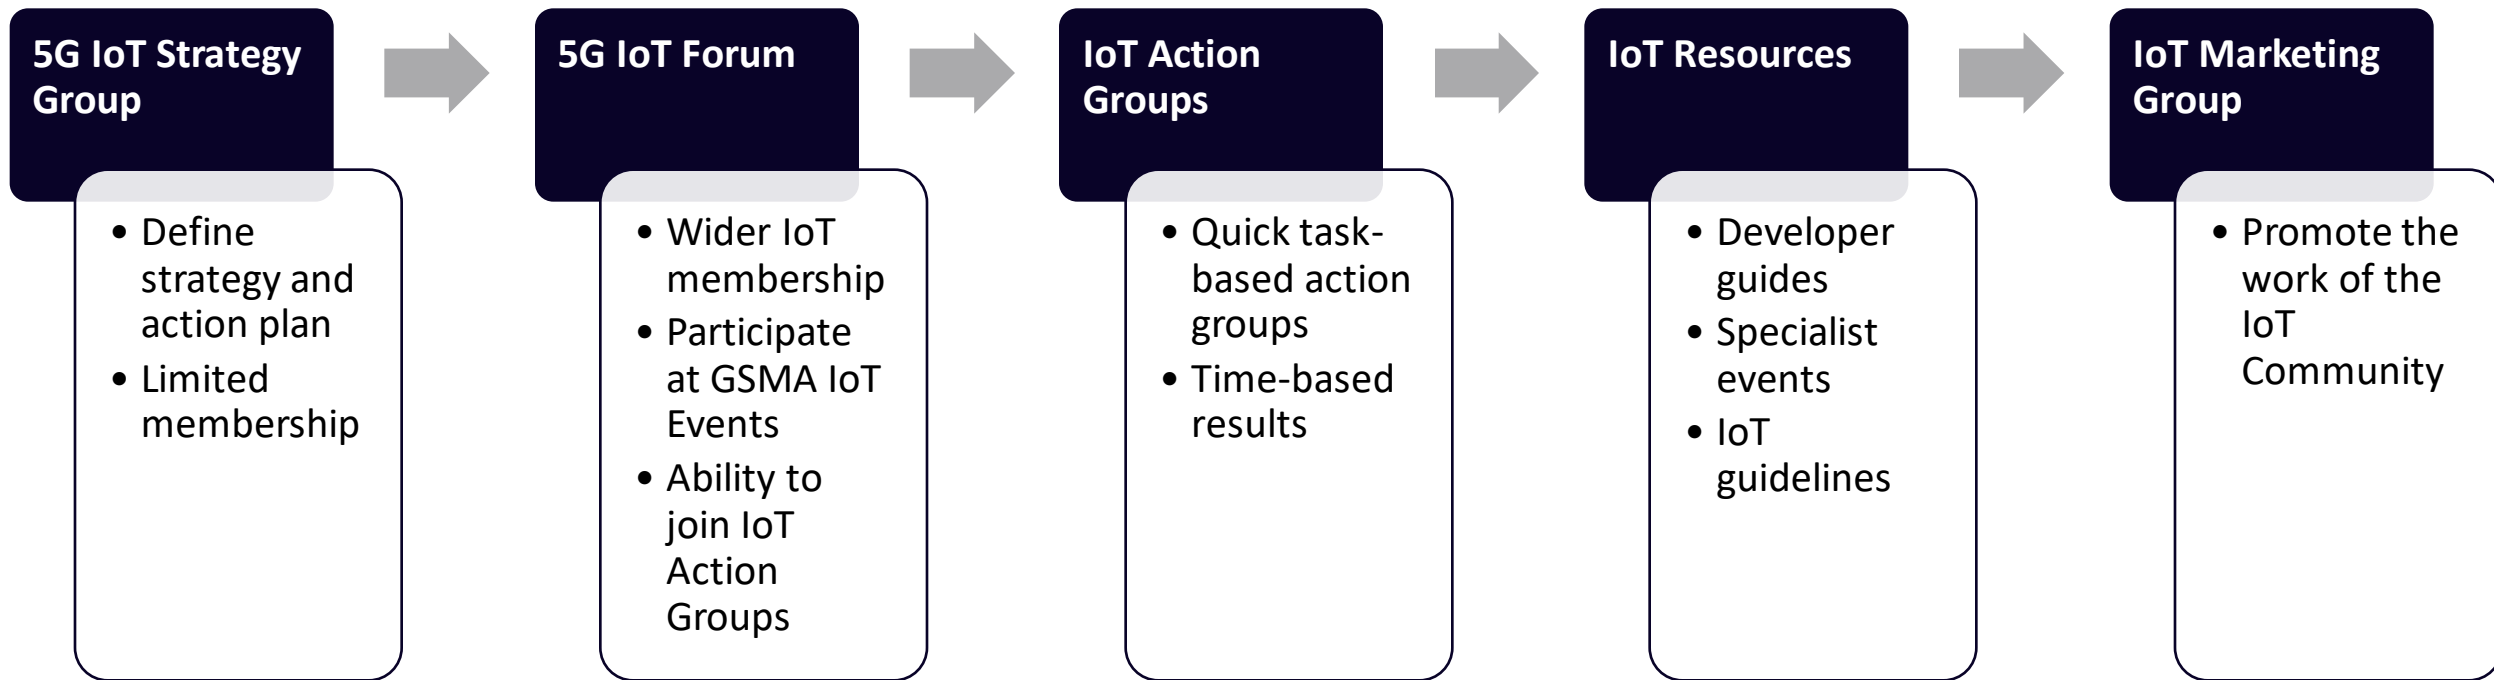 5G IoT Strategy
Group
• Define
strategy and
action plan
• Limited
membership
5G IoT Forum
• Wider IoT
membership
• Participate
at GSMA IoT
Events
• Ability to
join IoT
Action
Groups
IoT Action
Groups
• Quick task-
based action
groups
• Time-based
results
IoT Resources
• Developer
guides
• Specialist
events
• IoT
guidelines
IoT Marketing
Group
• Promote the
work of the
IoT
Community